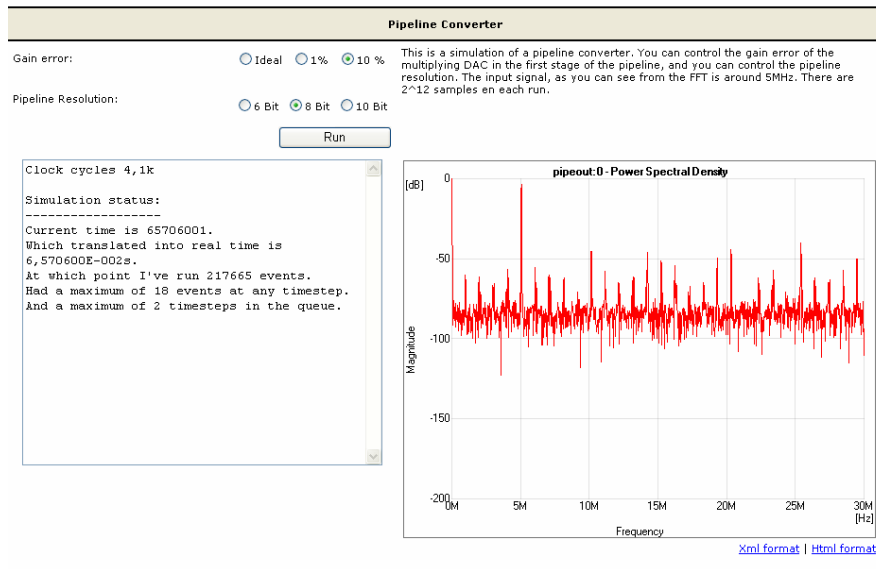 Pipeline Converter
Gain error:
Ideal 1% 10 %
Pipeline Resolution:
6 Bit 8 Bit 10 Bit
Run
This is a simulation of a pipeline converter. You can control the gain error of the
multiplying DAC in the first stage of the pipeline, and you can control the pipeline
resolution. The input signal, as you can see from the FFT is around 5MHz. There are
2^12 samples en each run.
Clock cycles 4,1k
Simulation status:
------------------
Current time is 65706001.
Which translated into real time is
6,570600E-002s.
At which point I've run 217665 events.
Had a maximum of 18 events at any timestep.
And a maximum of 2 timesteps in the queue.
pipeout:0 - Power Spectral Density
[dB]
0
-50
-100
-150
-200
Magnitude
0M 5M 10M 15M 20M 25M 30M
[Hz]
Frequency
Xml format | Html format